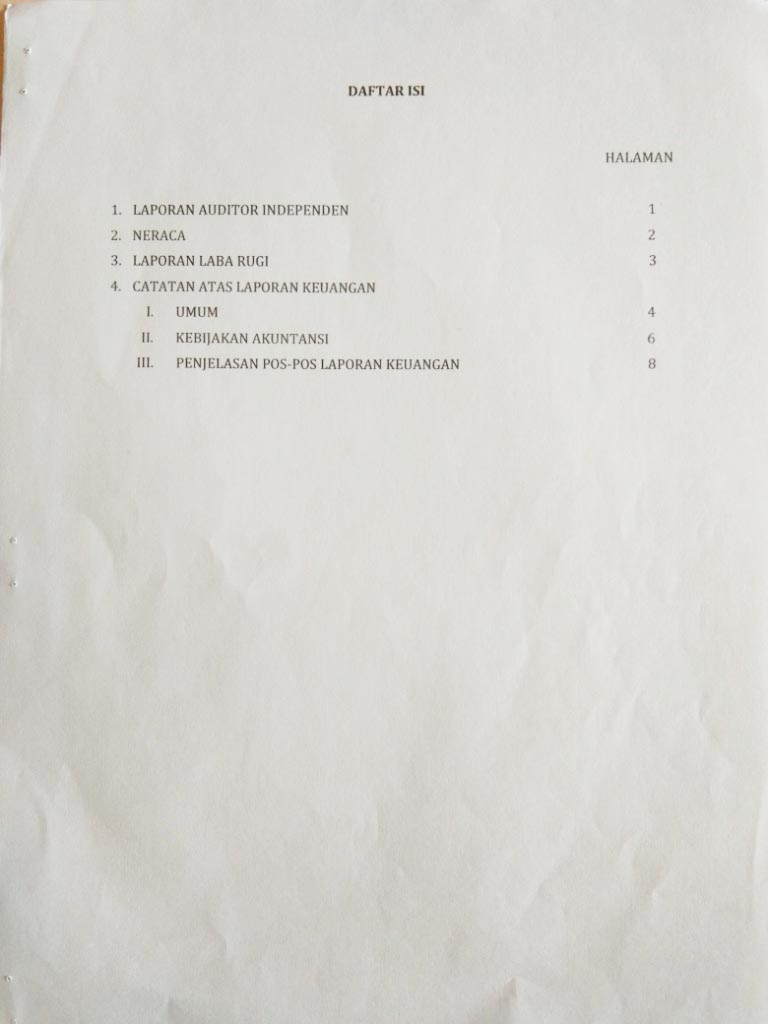 DAFTAR ISI
HALAMAN
1. LAPORAN AUDITOR INDEPENDEN 1
2. NERACA 2
3. LAPORAN LABA RUGI 3
4. CATATAN ATAS LAPORAN KEUANGAN
I. UMUM 4
II. KEBIJAKAN AKUNTANSI 6
III. PENJELASAN POS-POS LAPORAN KEUANGAN 8